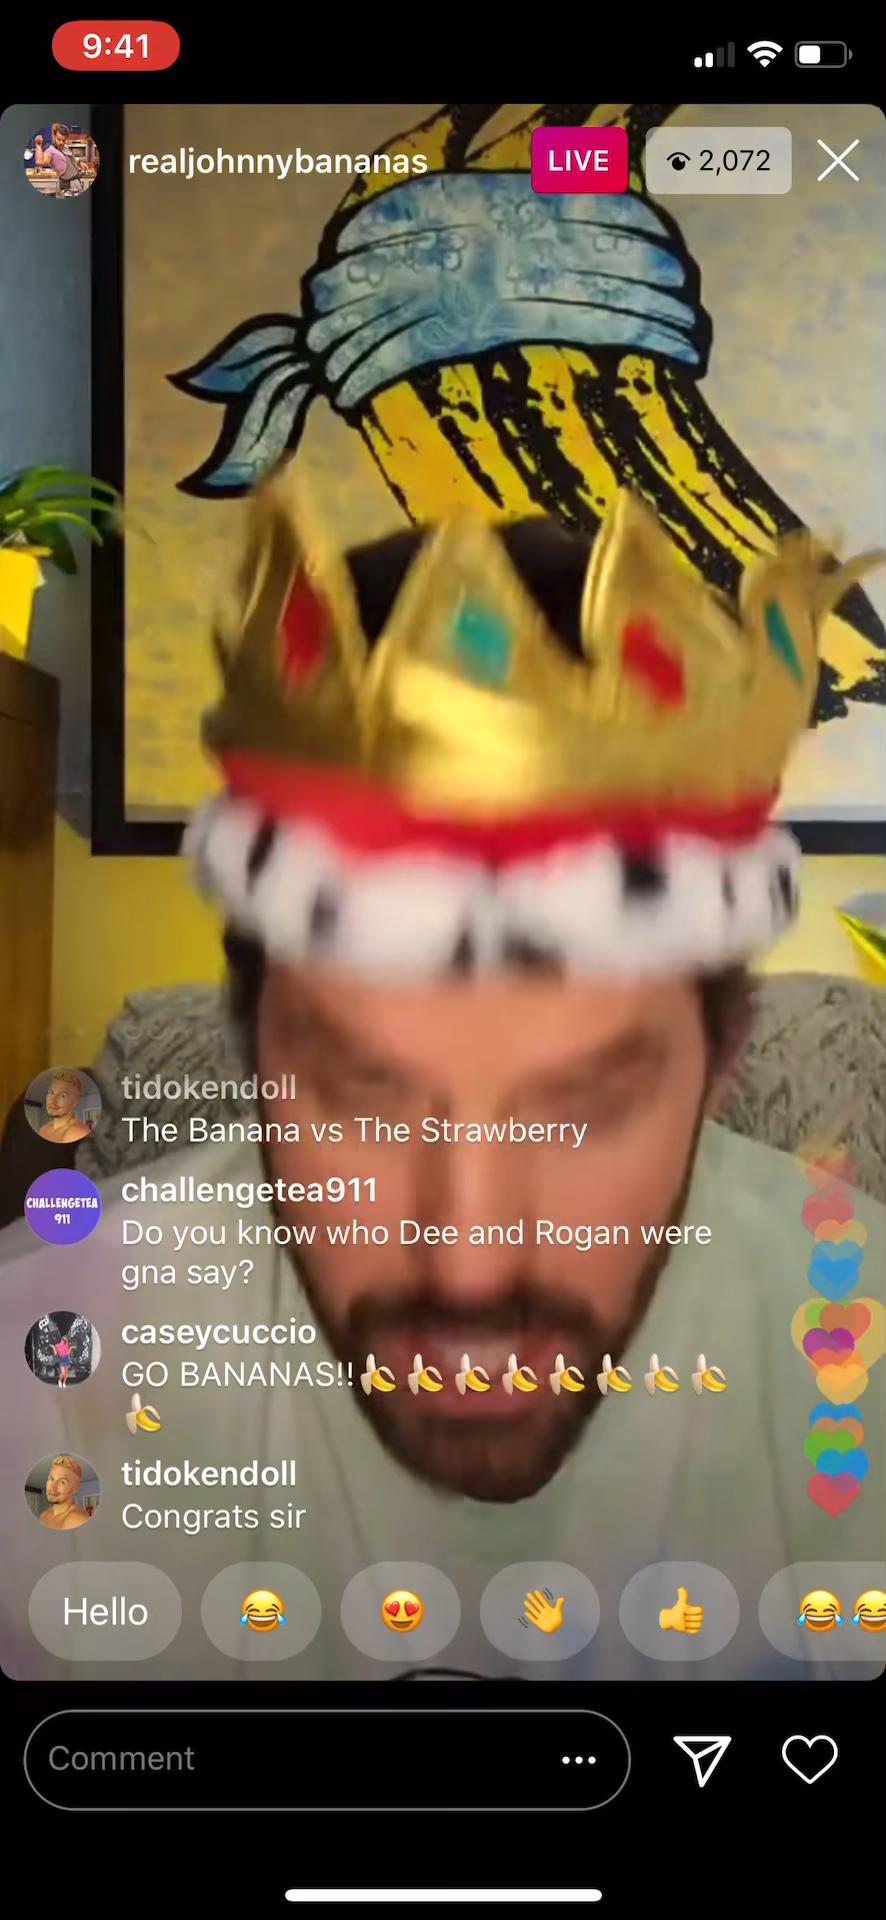 9:41
realjohnnybananas
LIVE
2,072
tidokendoll
The Banana vs The Strawberry
CHALLENGETEA
911
challengetea911
Do you know who Dee and Rogan were
gna say?
caseycuccio
GO BANANAS!!🍌🍌🍌🍌🍌🍌🍌🍌
🍌
tidokendoll
Congrats sir
Hello 😂 😍 👋 👍 😂😂
Comment